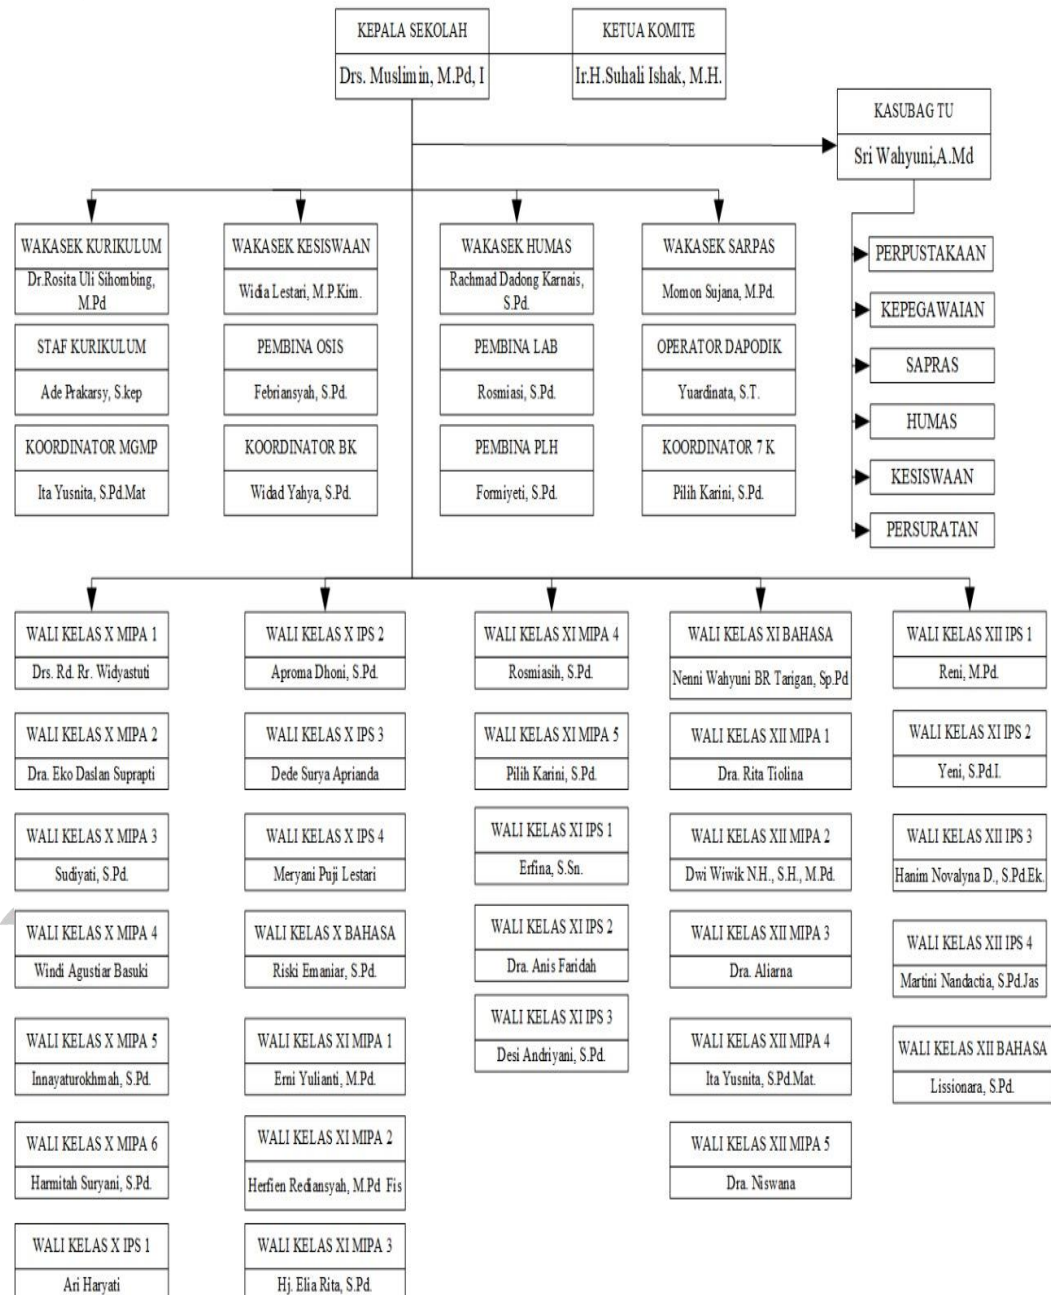 KEPALA SEKOLAH
Drs. Muslimin, M.Pd, I
KETUA KOMITE
Ir.H.Suhali Ishak, M.H.
KASUBAG TU
Sri Wahyuni,A.Md
WAKASEK KURIKULUM
Dr.Rosita Uli Sihombing,
M.Pd
STAF KURIKULUM
Ade Prakarsy, S.kep
KOORDINATOR MGMP
Ita Yusnita, S.Pd.Mat
WAKASEK KESISWAAN
Widia Lestari, M.P.Kim.
PEMBINA OSIS
Febriansyah, S.Pd.
KOORDINATOR BK
Widad Yahya, S.Pd.
WAKASEK HUMAS
Rachmad Dadong Karnais,
S.Pd.
PEMBINA LAB
Rosmiasi, S.Pd.
PEMBINA PLH
Formiyeti, S.Pd.
WAKASEK SARPAS
Momon Sujana, M.Pd.
OPERATOR DAPODIK
Yuardinata, S.T.
KOORDINATOR 7 K
Pilih Karini, S.Pd.
PERPUSTAKAAN
KEPEGAWAIAN
SAPRAS
HUMAS
KESISWAAN
PERSURATAN
WALI KELAS X MIPA 1
Drs. Rd. Rr. Widyastuti
WALI KELAS X MIPA 2
Dra. Eko Daslan Suprapti
WALI KELAS X MIPA 3
Sudiyati, S.Pd.
WALI KELAS X MIPA 4
Windi Agustiar Basuki
WALI KELAS X MIPA 5
Innayaturokhmah, S.Pd.
WALI KELAS X MIPA 6
Harmitah Suryani, S.Pd.
WALI KELAS X IPS 1
Ari Haryati
WALI KELAS X IPS 2
Aproma Dhoni, S.Pd.
WALI KELAS X IPS 3
Dede Surya Aprianda
WALI KELAS X IPS 4
Meryani Puji Lestari
WALI KELAS X BAHASA
Riski Emaniar, S.Pd.
WALI KELAS XI MIPA 1
Erni Yulianti, M.Pd.
WALI KELAS XI MIPA 2
Herfien Rediansyah, M.Pd Fis
WALI KELAS XI MIPA 3
Hj. Elia Rita, S.Pd.
WALI KELAS XI MIPA 4
Rosmiasih, S.Pd.
WALI KELAS XI MIPA 5
Pilih Karini, S.Pd.
WALI KELAS XI IPS 1
Erfina, S.Sn.
WALI KELAS XI IPS 2
Dra. Anis Faridah
WALI KELAS XI IPS 3
Desi Andriyani, S.Pd.
WALI KELAS XI BAHASA
Nenni Wahyuni BR Tarigan, Sp.Pd
WALI KELAS XII MIPA 1
Dra. Rita Tiolina
WALI KELAS XII MIPA 2
Dwi Wiwik N.H., S.H., M.Pd.
WALI KELAS XII MIPA 3
Dra. Aliarna
WALI KELAS XII MIPA 4
Ita Yusnita, S.Pd.Mat.
WALI KELAS XII MIPA 5
Dra. Niswana
WALI KELAS XII IPS 1
Reni, M.Pd.
WALI KELAS XI IPS 2
Yeni, S.Pd.I.
WALI KELAS XII IPS 3
Hanim Novalyna D., S.Pd.Ek.
WALI KELAS XII IPS 4
Martini Nandactia, S.Pd.Jas
WALI KELAS XII BAHASA
Lissionara, S.Pd.